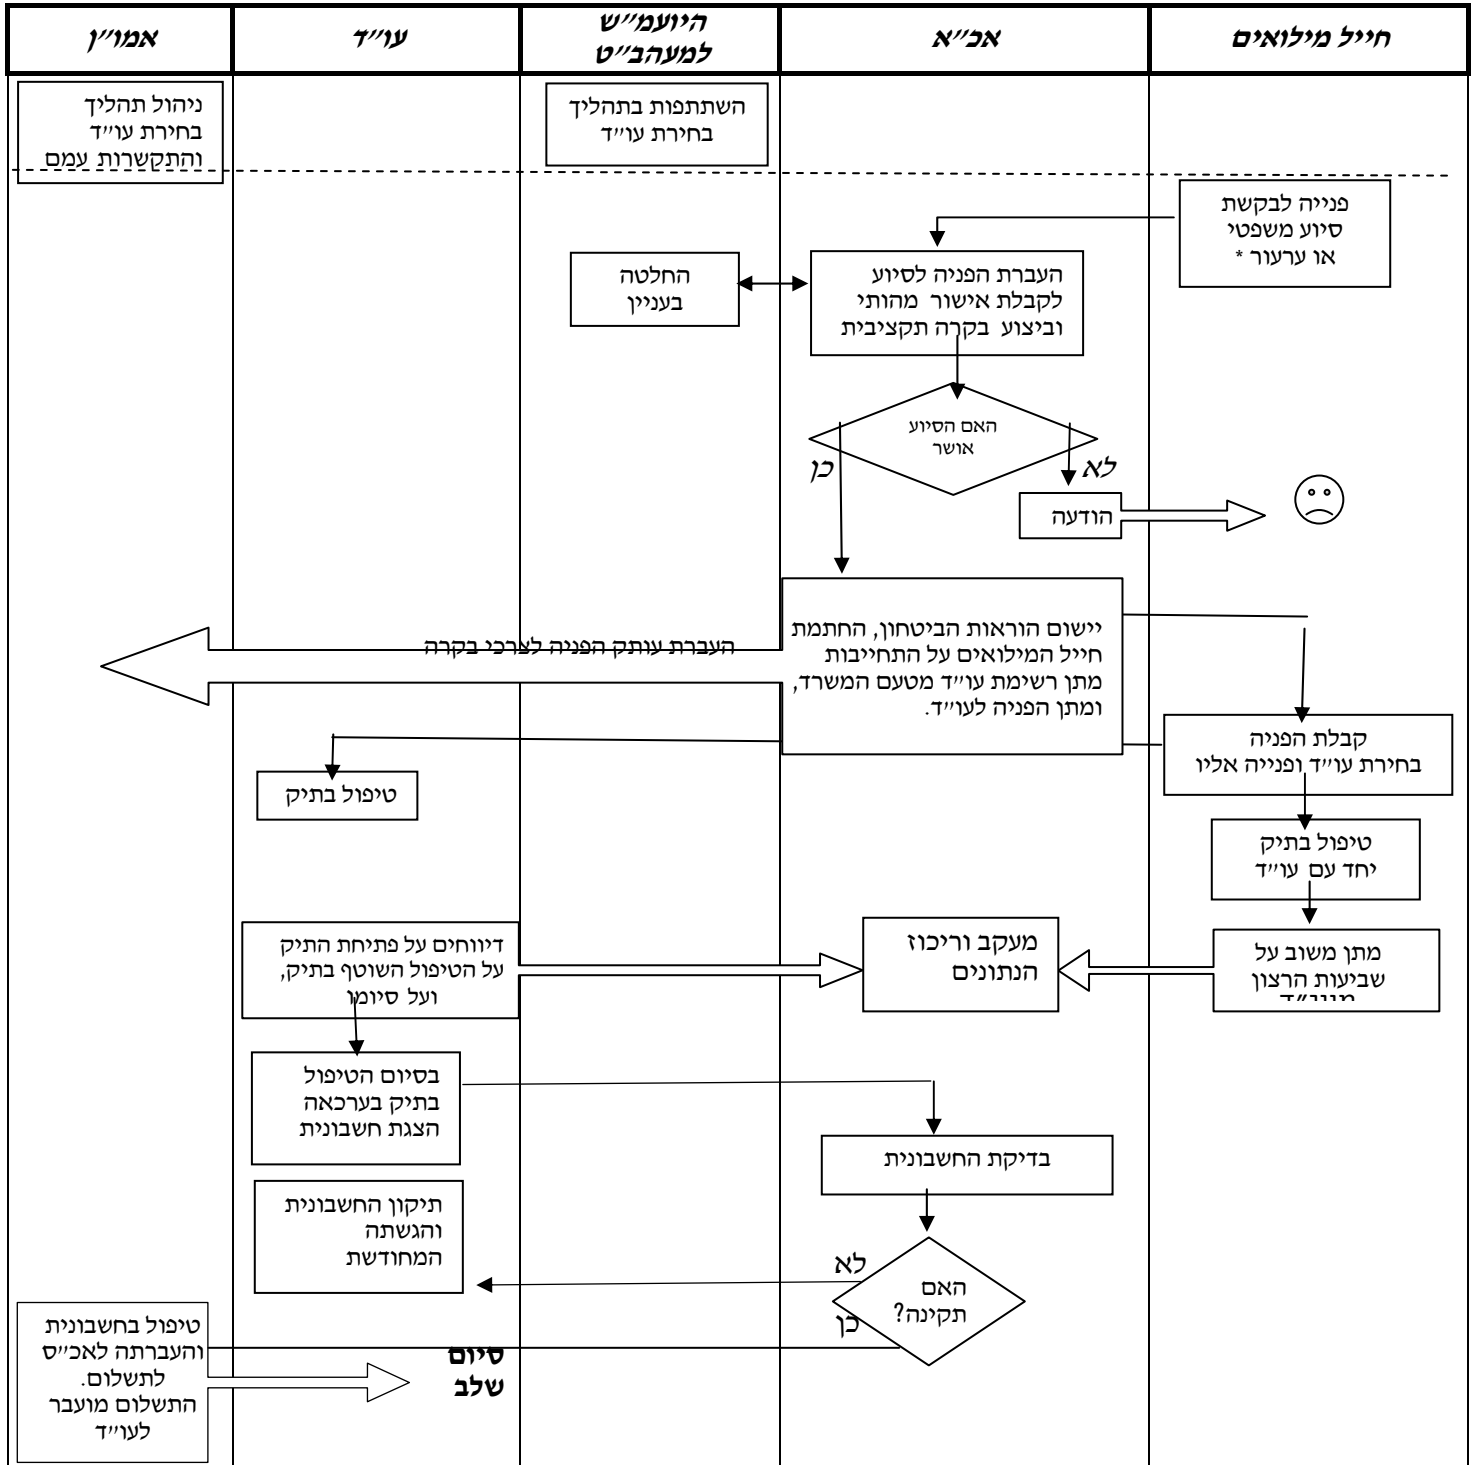 חייל מילואים
אכ״א
היועמ״ש
למעהב״ט
עו״ד
אמו״ן
השתתפות בתהליך
בחירת עו״ד
ניהול תהליך
בחירת עו״ד
והתקשרות עמם
פנייה לבקשת
סיוע משפטי
או ערעור *
העברת הפניה לסיוע
לקבלת אישור מהותי
וביצוע בקרה תקציבית
החלטה
בעניין
האם הסיוע
אושר
לא
כן
הודעה
יישום הוראות הביטחון, החתמת
חייל המילואים על התחייבות
מתן רשימת עו״ד מטעם המשרד,
ומתן הפניה לעו״ד.
העברת עותק הפניה לצרכי בקרה
קבלת הפניה
בחירת עו״ד ופנייה אליו
טיפול בתיק
טיפול בתיק
יחד עם עו״ד
מתן משוב על
שביעות הרצון
מעקב וריכוז
הנתונים
דיווחים על פתיחת התיק
על הטיפול השוטף בתיק,
ועל סיומו
בסיום הטיפול
בתיק בערכאה
הצגת חשבונית
בדיקת החשבונית
תיקון החשבונית
והגשתה
המחודשת
לא
האם
תקינה?
כן
טיפול בחשבונית
והעברתה לאכ״ס
לתשלום.
התשלום מועבר
לעו״ד
סיום
שלב